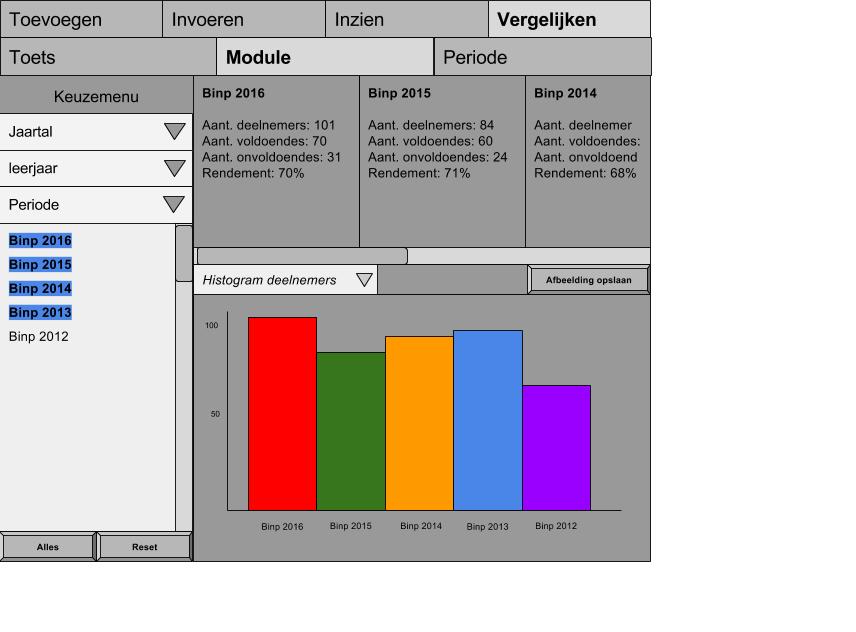 Toevoegen
Invoeren
Inzien
Vergelijken
Toets
Module
Periode
Keuzemenu
Jaartal
leerjaar
Periode
Binp 2016
Binp 2015
Binp 2014
Binp 2013
Binp 2012
Alles
Reset
Binp 2016
Aant. deelnemers: 101
Aant. voldoendes: 70
Aant. onvoldoendes: 31
Rendement: 70%
Binp 2015
Aant. deelnemers: 84
Aant. voldoendes: 60
Aant. onvoldoendes: 24
Rendement: 71%
Binp 2014
Aant. deelnemer
Aant. voldoendes:
Aant. onvoldoend
Rendement: 68%
Histogram deelnemers
Afbeelding opslaan
100
50
Binp 2016
Binp 2015
Binp 2014
Binp 2013
Binp 2012